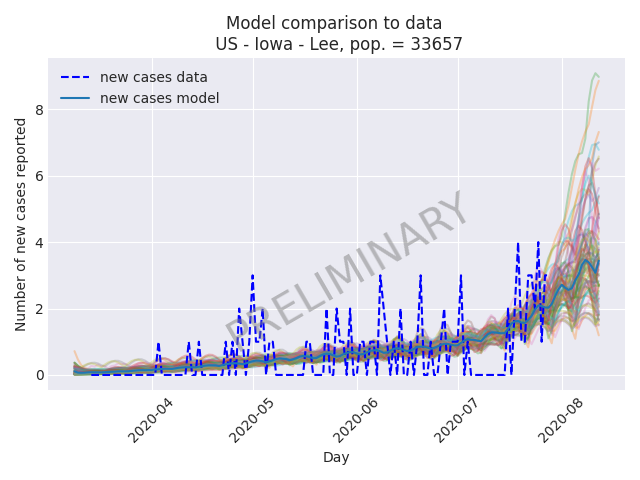 Model comparison to data
US - Iowa - Lee, pop. = 33657
new cases data
new cases model
PRELIMINARY
Number of new cases reported
8
6
4
2
0
2020-04
2020-05
2020-06
2020-07
2020-08
Day